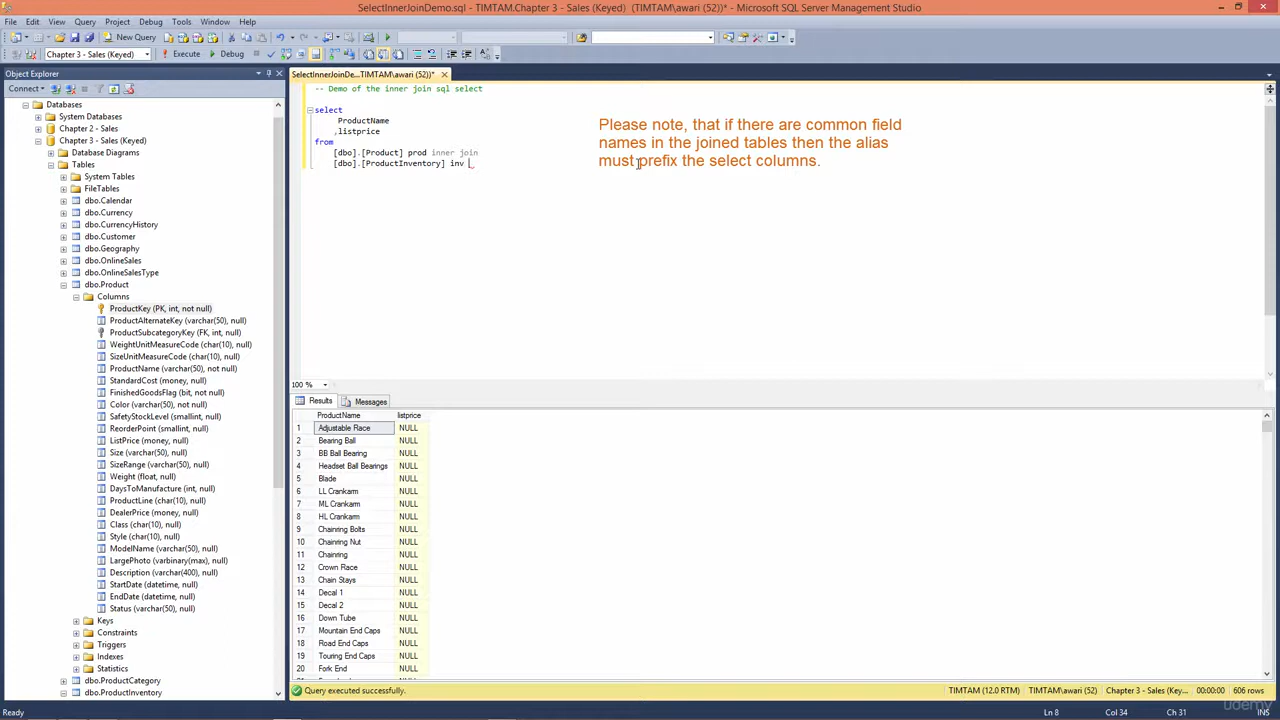 SelectInnerJoinDemo.sql - TIMTAM.Chapter 3 - Sales (Keyed) (TIMTAM\awari (52))* - Microsoft SQL Server Management Studio
File Edit View Query Project Debug Tools Window Help
New Query
Chapter 3 - Sales (Keyed) Execute Debug
Object Explorer
Connect
Databases
System Databases
Chapter 2 - Sales
Chapter 3 - Sales (Keyed)
Database Diagrams
Tables
System Tables
FileTables
dbo.Calendar
dbo.Currency
dbo.CurrencyHistory
dbo.Customer
dbo.Geography
dbo.OnlineSales
dbo.OnlineSalesType
dbo.Product
Columns
ProductKey (PK, int, not null)
ProductAlternateKey (varchar(50), null)
ProductSubcategoryKey (FK, int, null)
WeightUnitMeasureCode (char(10), null)
SizeUnitMeasureCode (char(10), null)
ProductName (varchar(50), not null)
StandardCost (money, null)
FinishedGoodsFlag (bit, not null)
Color (varchar(50), not null)
SafetyStockLevel (smallint, null)
ReorderPoint (smallint, null)
ListPrice (money, null)
Size (varchar(50), null)
SizeRange (varchar(50), null)
Weight (float, null)
DaysToManufacture (int, null)
ProductLine (char(10), null)
DealerPrice (money, null)
Class (char(10), null)
Style (char(10), null)
ModelName (varchar(50), null)
LargePhoto (varbinary(max), null)
Description (varchar(400), null)
StartDate (datetime, null)
EndDate (datetime, null)
Status (varchar(50), null)
Keys
Constraints
Triggers
Indexes
Statistics
dbo.ProductCategory
dbo.ProductInventory
SelectInnerJoinDe...TIMTAM\awari (52))*
-- Demo of the inner join sql select
select
ProductName
,listprice
from
[dbo].[Product] prod inner join
[dbo].[ProductInventory] inv
Please note, that if there are common field
names in the joined tables then the alias
must prefix the select columns.
100 %
Results Messages
ProductName listprice
1 Adjustable Race NULL
2 Bearing Ball NULL
3 BB Ball Bearing NULL
4 Headset Ball Bearings NULL
5 Blade NULL
6 LL Crankarm NULL
7 ML Crankarm NULL
8 HL Crankarm NULL
9 Chainring Bolts NULL
10 Chainring Nut NULL
11 Chainring NULL
12 Crown Race NULL
13 Chain Stays NULL
14 Decal 1 NULL
15 Decal 2 NULL
16 Down Tube NULL
17 Mountain End Caps NULL
18 Road End Caps NULL
19 Touring End Caps NULL
20 Fork End NULL
Query executed successfully. TIMTAM (12.0 RTM) TIMTAM\awari (52) Chapter 3 - Sales (Key... 00:00:00 606 rows
Ready Ln 8 Col 34 Ch 31 INS
udemy